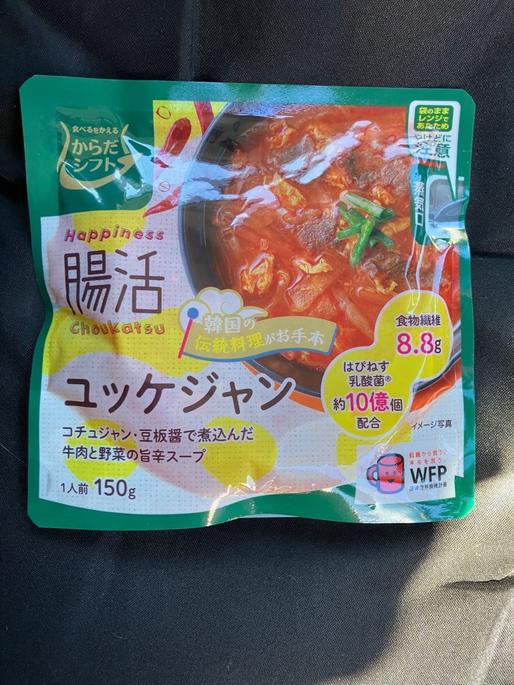 食べるをかえる
からだ
シフト
袋のまま
レンジで
あたため
やけどに
注意
蒸気口
Happiness
腸活
Choukatsu
韓国の
伝統料理がお手本
食物繊維
8.8g
はぴねす
乳酸菌®
約10億個
配合
イメージ写真
ユッケジャン
コチュジャン・豆板醤で煮込んだ
牛肉と野菜の旨辛スープ
1人前 150g
WFP